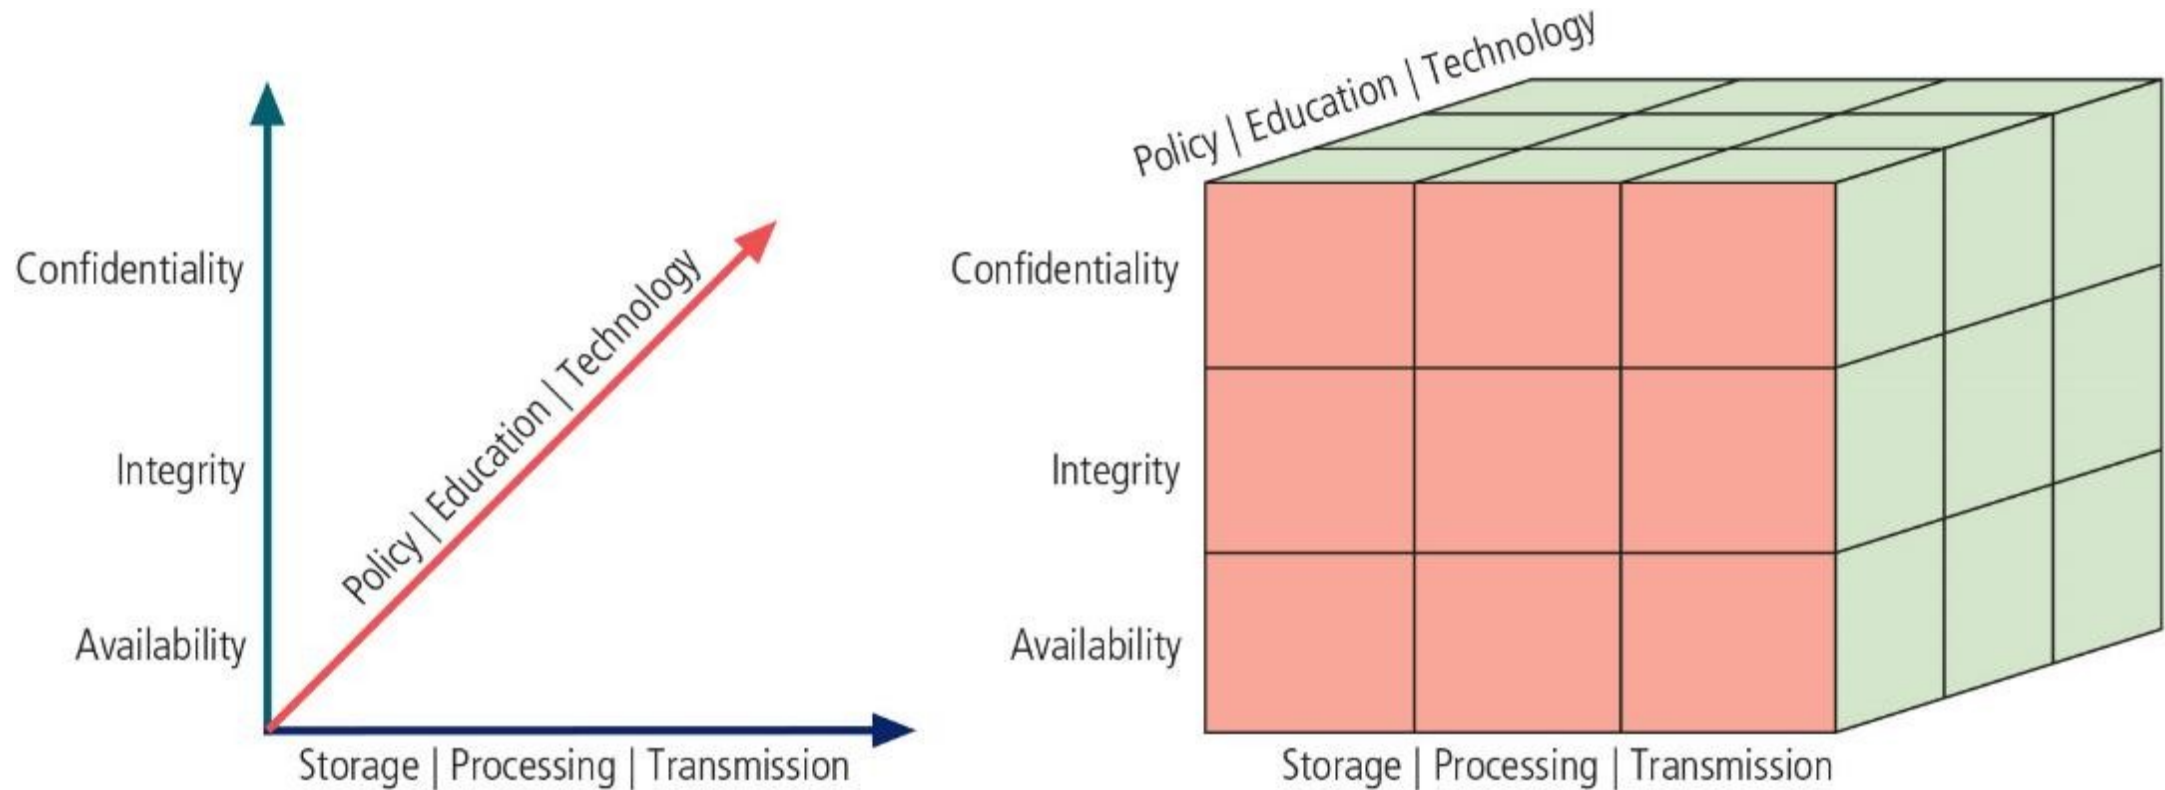 Confidentiality
Integrity
Availability
Policy | Education | Technology
Storage | Processing | Transmission
Policy | Education | Technology
Confidentiality
Integrity
Availability
Storage | Processing | Transmission